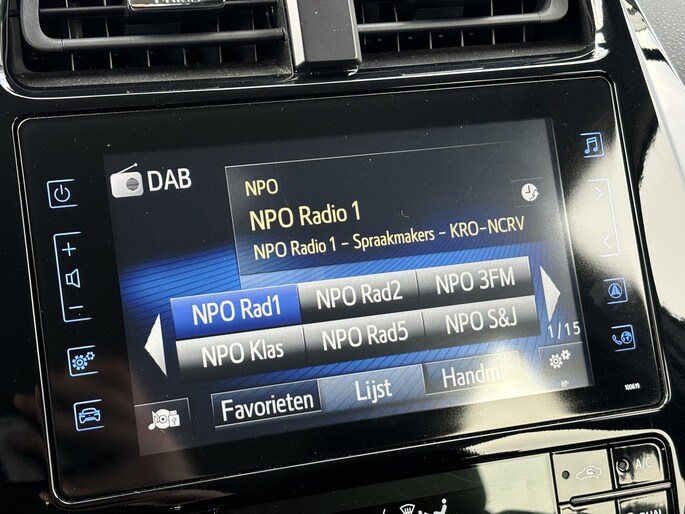 DAB
NPO
NPO Radio 1
NPO Radio 1 - Spraakmakers - KRO-NCRV
NPO Rad1 NPO Rad2 NPO 3FM
NPO Klas NPO Rad5 NPO S&J
1/15
Favorieten Lijst Handm.
100619
A/C